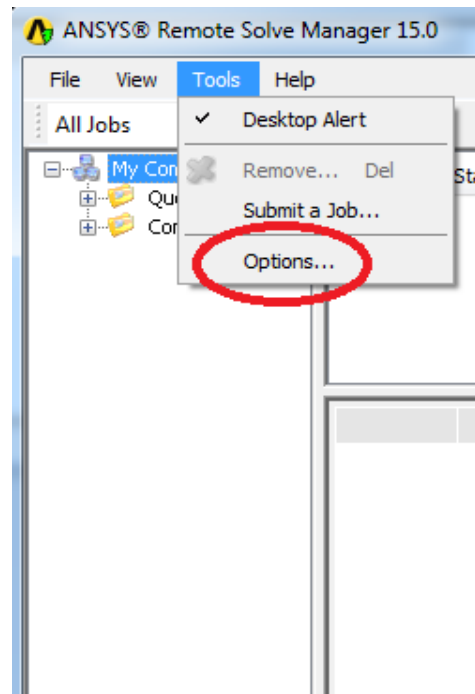 ANSYS® Remote Solve Manager 15.0
File View Tools Help
All Jobs
Desktop Alert
My
Remove... Del
Submit a Job...
Options...